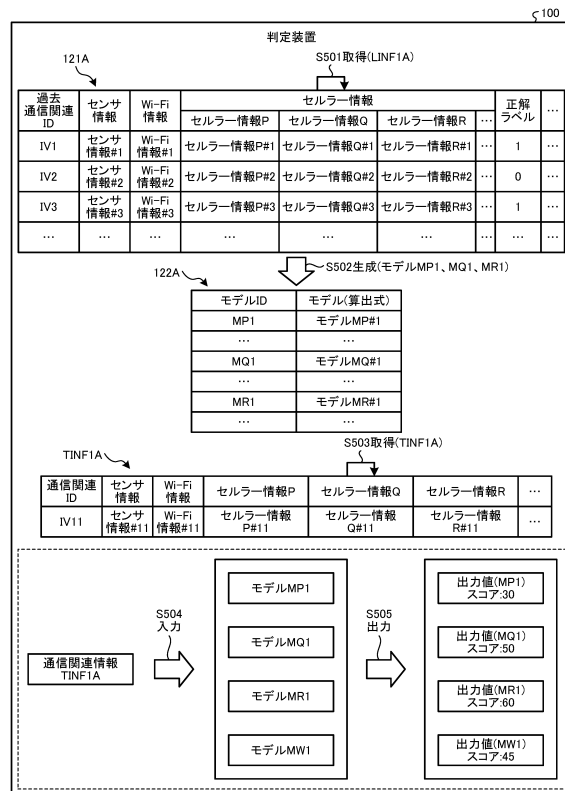 100
判定装置
121A
S501取得(LINF1A)
過去
通信関連
ID
センサ
情報
Wi-Fi
情報
セルラー情報
正解
ラベル
…
セルラー情報P
セルラー情報Q
セルラー情報R
…
IV1
センサ
情報#1
Wi-Fi
情報#1
セルラー情報P#1
セルラー情報Q#1
セルラー情報R#1
…
1
…
IV2
センサ
情報#2
Wi-Fi
情報#2
セルラー情報P#2
セルラー情報Q#2
セルラー情報R#2
…
0
…
IV3
センサ
情報#3
Wi-Fi
情報#3
セルラー情報P#3
セルラー情報Q#3
セルラー情報R#3
…
1
…
…
…
…
…
…
…
…
…
…
S502生成(モデルMP1、MQ1、MR1)
122A
モデルID
モデル(算出式)
MP1
モデルMP#1
…
…
MQ1
モデルMQ#1
…
…
MR1
モデルMR#1
…
…
S503取得(TINF1A)
TINF1A
通信関連
ID
センサ
情報
Wi-Fi
情報
セルラー情報P
セルラー情報Q
セルラー情報R
…
IV11
センサ
情報#11
Wi-Fi
情報#11
セルラー情報
P#11
セルラー情報
Q#11
セルラー情報
R#11
…
通信関連情報
TINF1A
S504
入力
モデルMP1
モデルMQ1
モデルMR1
モデルMW1
S505
出力
出力値(MP1)
スコア:30
出力値(MQ1)
スコア:50
出力値(MR1)
スコア:60
出力値(MW1)
スコア:45